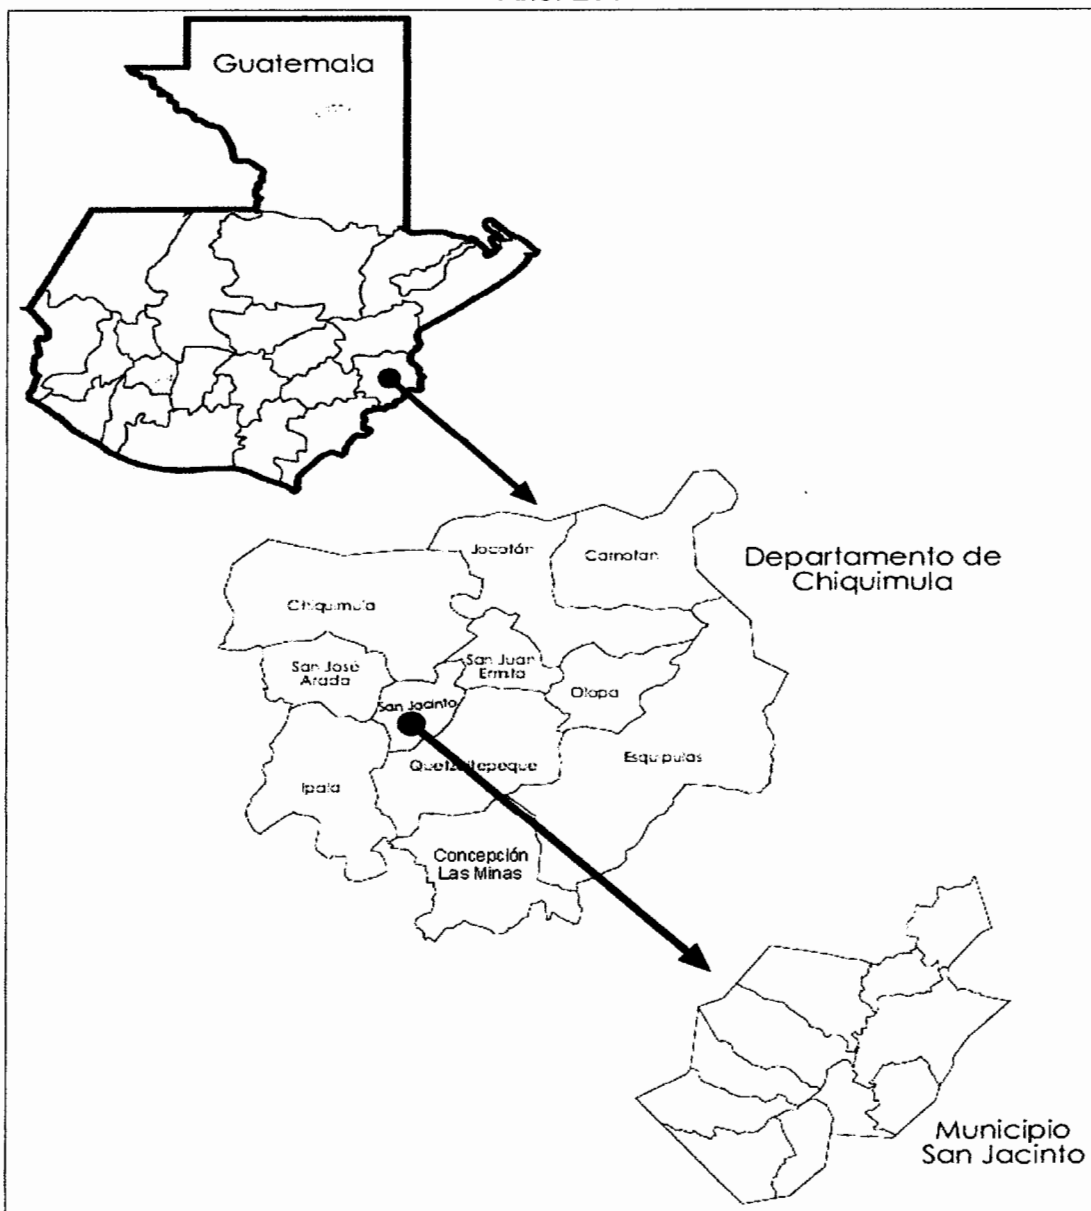 Guatemala
Jocotán
Camotan
Departamento de
Chiquimula
Chiquimula
San José
Arada
San Juan
Ermita
Olopa
San Jacinto
Quetzaltepeque
Esquipulas
Ipala
Concepción
Las Minas
Municipio
San Jacinto